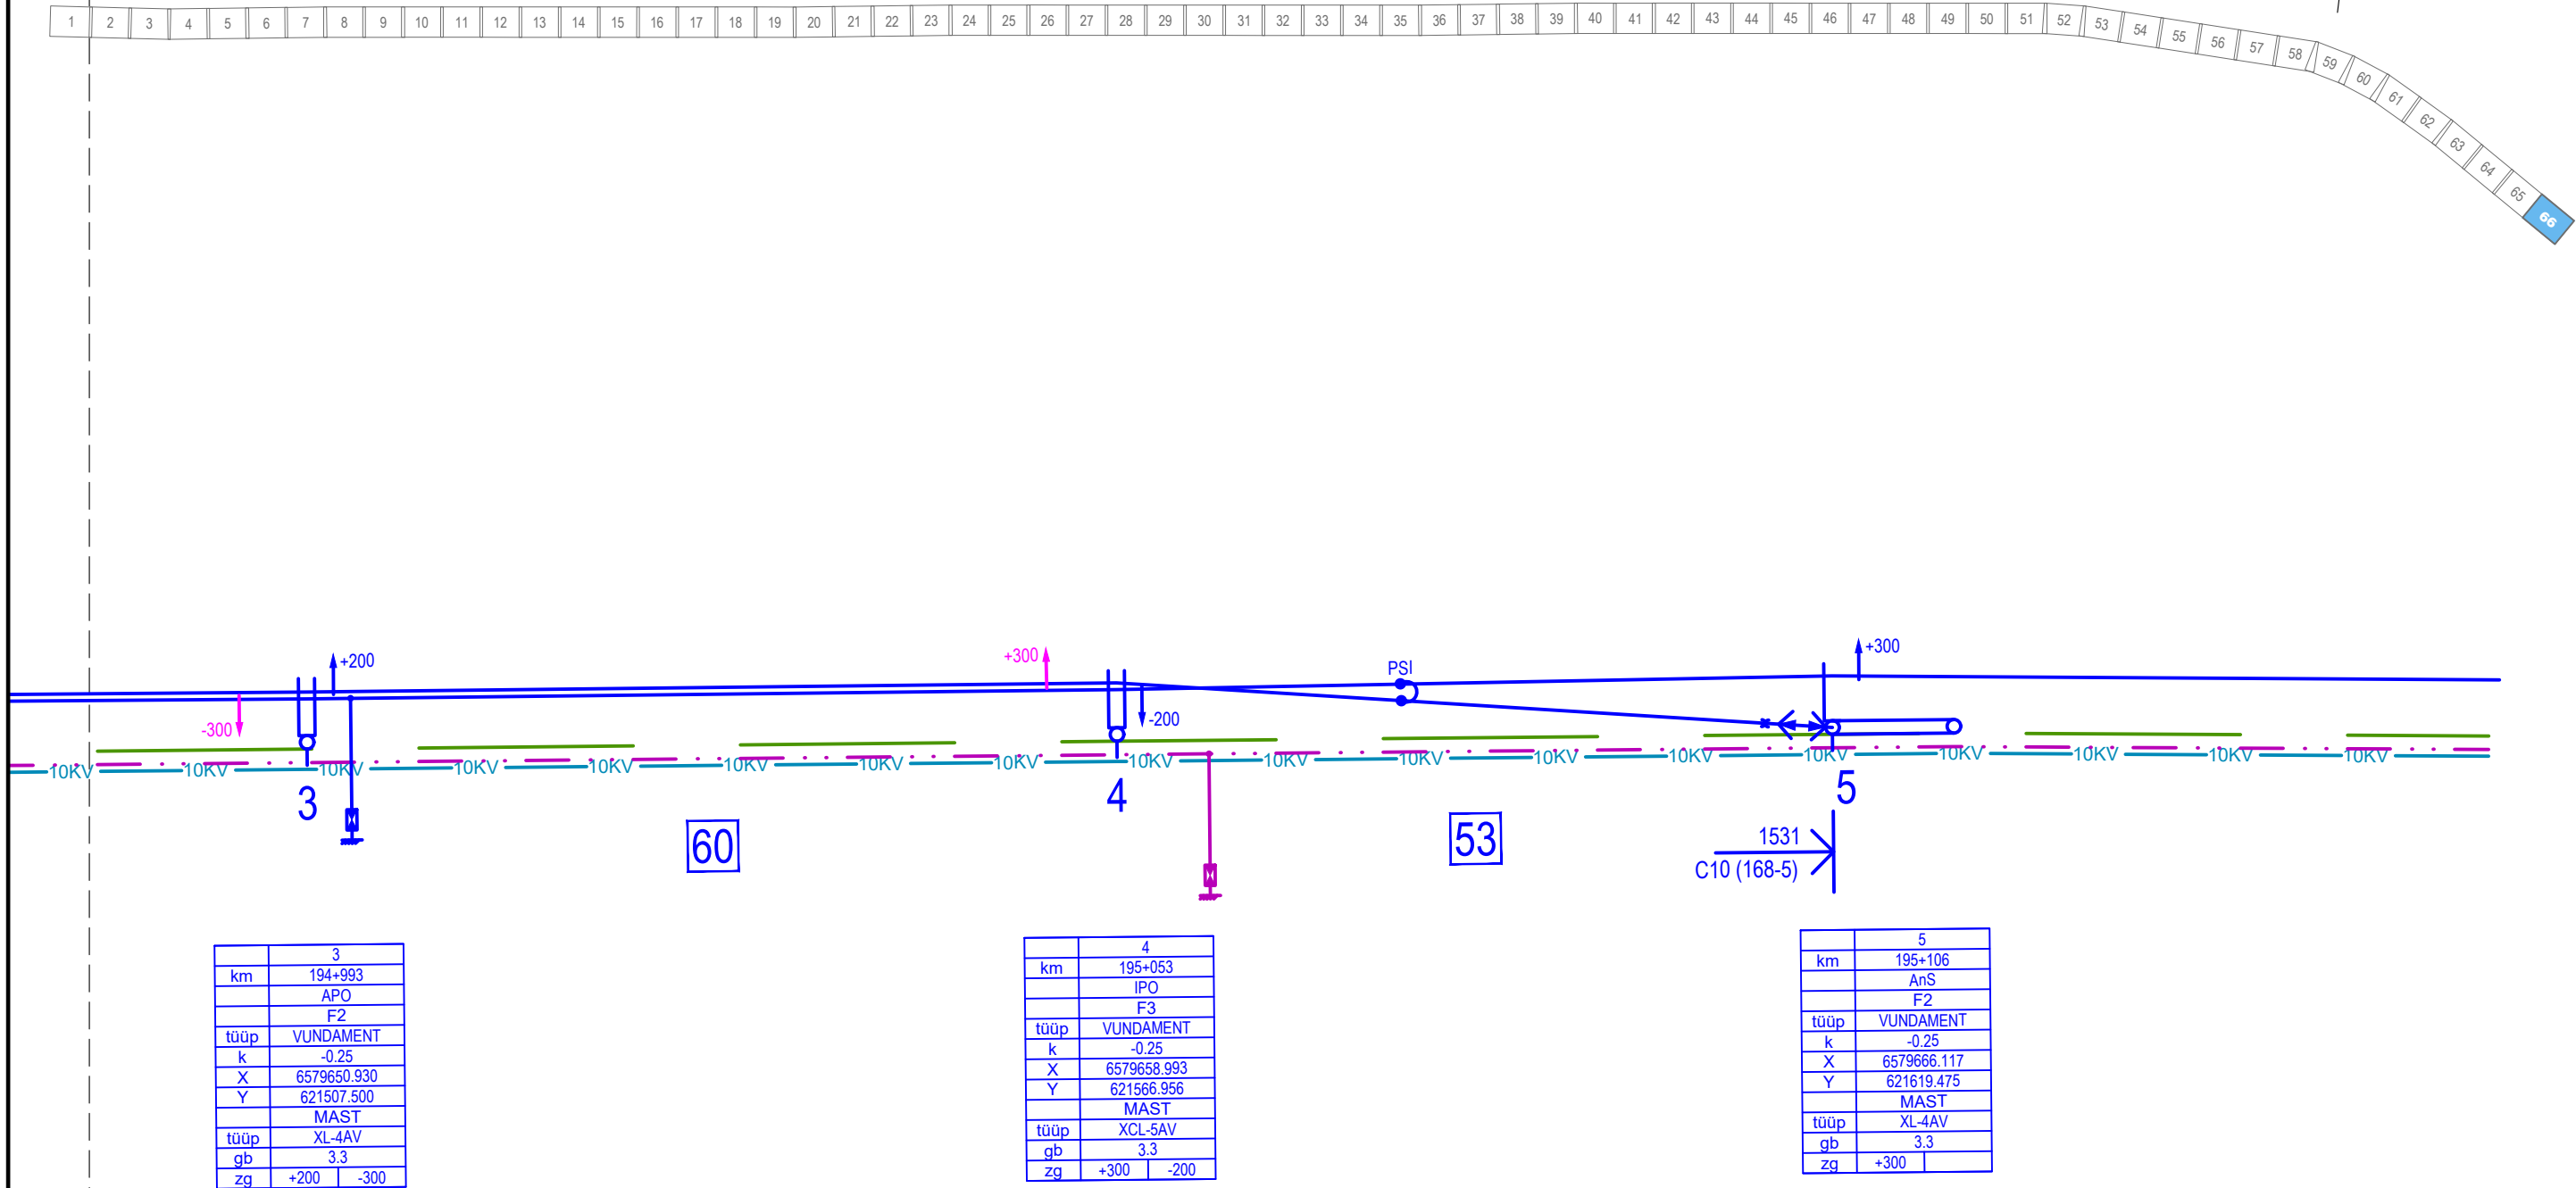 1 2 3 4 5 6 7 8 9 10 11 12 13 14 15 16 17 18 19 20 21 22 23 24 25 26 27 28 29 30 31 32 33 34 35 36 37 38 39 40 41 42 43 44 45 46 47 48 49 50 51 52 53 54 55 56 57 58 59 60 61 62 63 64 65 66
+200
-300
+300
-200
PSI
+300
10KV 10KV 10KV 10KV 10KV 10KV 10KV 10KV 10KV 10KV 10KV 10KV 10KV 10KV 10KV 10KV 10KV 10KV
3
4
5
60
53
1531
C10 (168-5)
3
km 194+993
APO
F2
tüüp VUNDAMENT
k -0.25
X 6579650.930
Y 621507.500
MAST
tüüp XL-4AV
gb 3.3
zg +200 -300
4
km 195+053
IPO
F3
tüüp VUNDAMENT
k -0.25
X 6579658.993
Y 621566.956
MAST
tüüp XCL-5AV
gb 3.3
zg +300 -200
5
km 195+106
AnS
F2
tüüp VUNDAMENT
k -0.25
X 6579666.117
Y 621619.475
MAST
tüüp XL-4AV
gb 3.3
zg +300